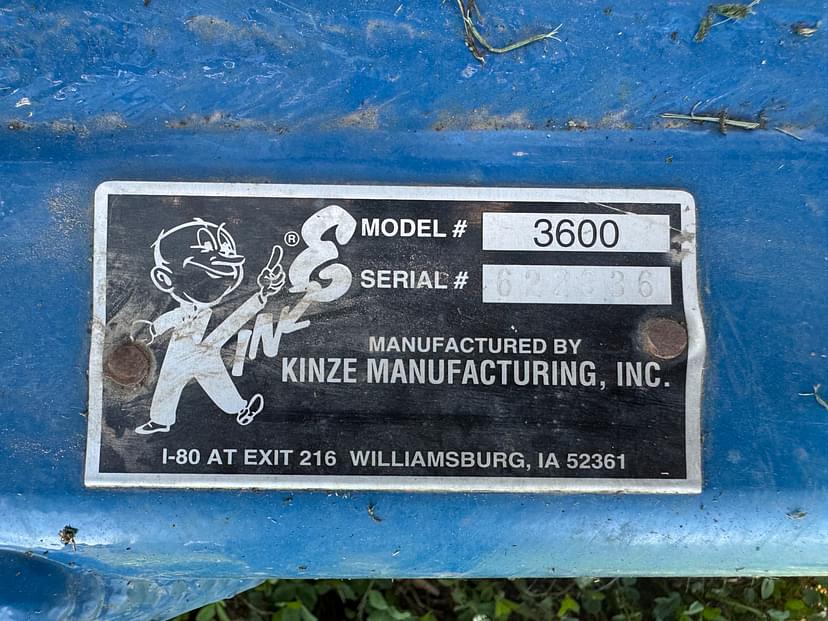 KINZE ®
MODEL # 3600
SERIAL #
MANUFACTURED BY
KINZE MANUFACTURING, INC.
I-80 AT EXIT 216 WILLIAMSBURG, IA 52361